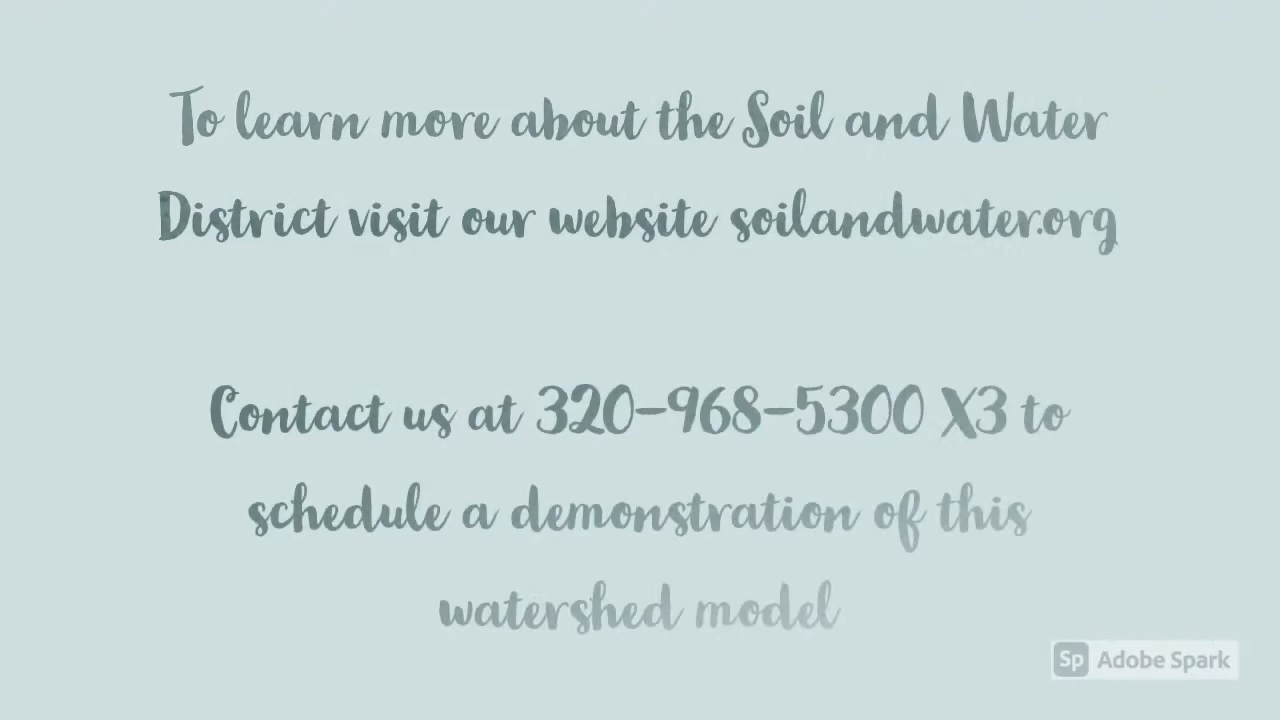 To learn more about the Soil and Water
District visit our website soilandwater.org
Contact us at 320-968-5300 X3 to
schedule a demonstration of this
watershed model
Sp Adobe Spark